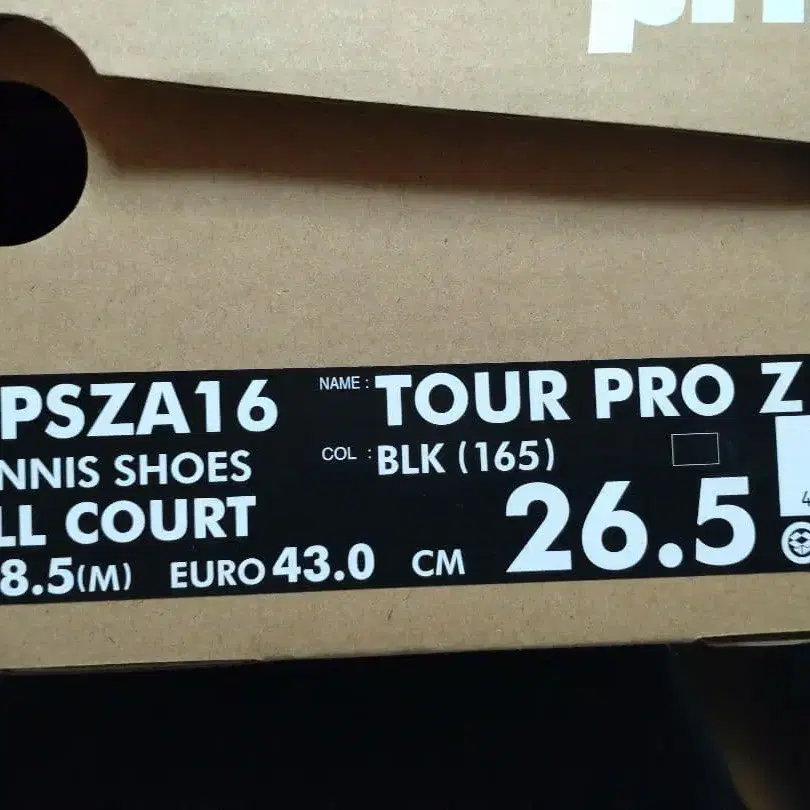 PSZA16 NAME : TOUR PRO Z
NNIS SHOES COL : BLK (165)
LL COURT
8.5(M) EURO 43.0 CM 26.5
4